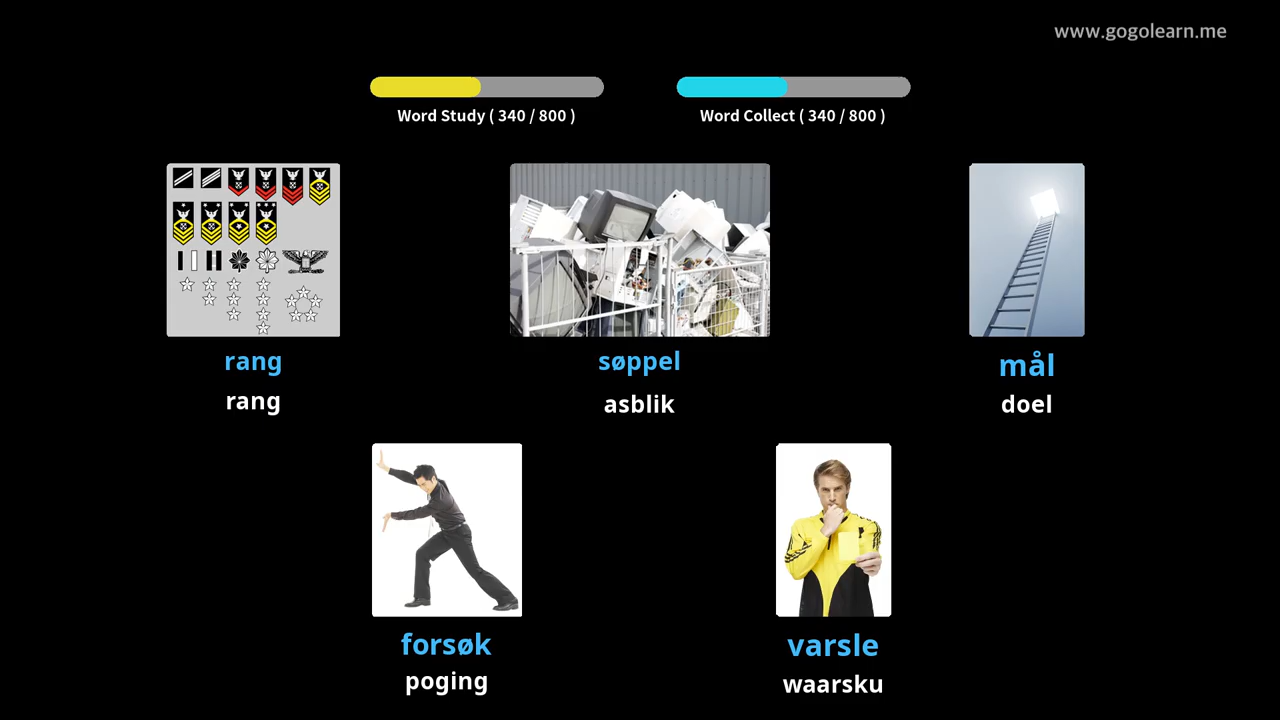 www.gogolearn.me
Word Study ( 340 / 800 )
Word Collect ( 340 / 800 )
rang
rang
søppel
asblik
mål
doel
forsøk
poging
varsle
waarsku